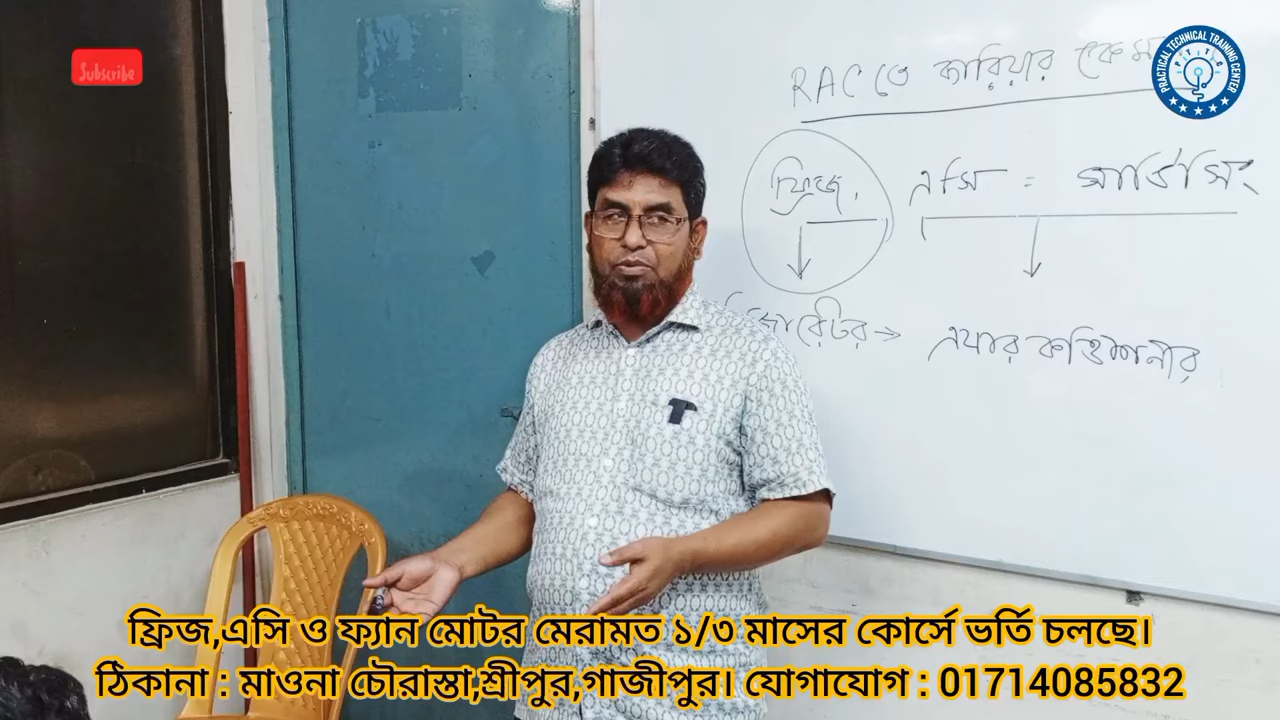 Subscribe
PRACTICAL TECHNICAL TRAINING CENTER
PTTC
RAC তে কারিয়ার কেমন
ফ্রিজ, এসি = সার্ভিসিং
জারেটর → এয়ার কন্ডিশনার,
ফ্রিজ,এসি ও ফ্যান মোটর মেরামত ১/৩ মাসের কোর্সে ভর্তি চলছে।
ঠিকানা : মাওনা চৌরাস্তা,শ্রীপুর,গাজীপুর। যোগাযোগ : 01714085832